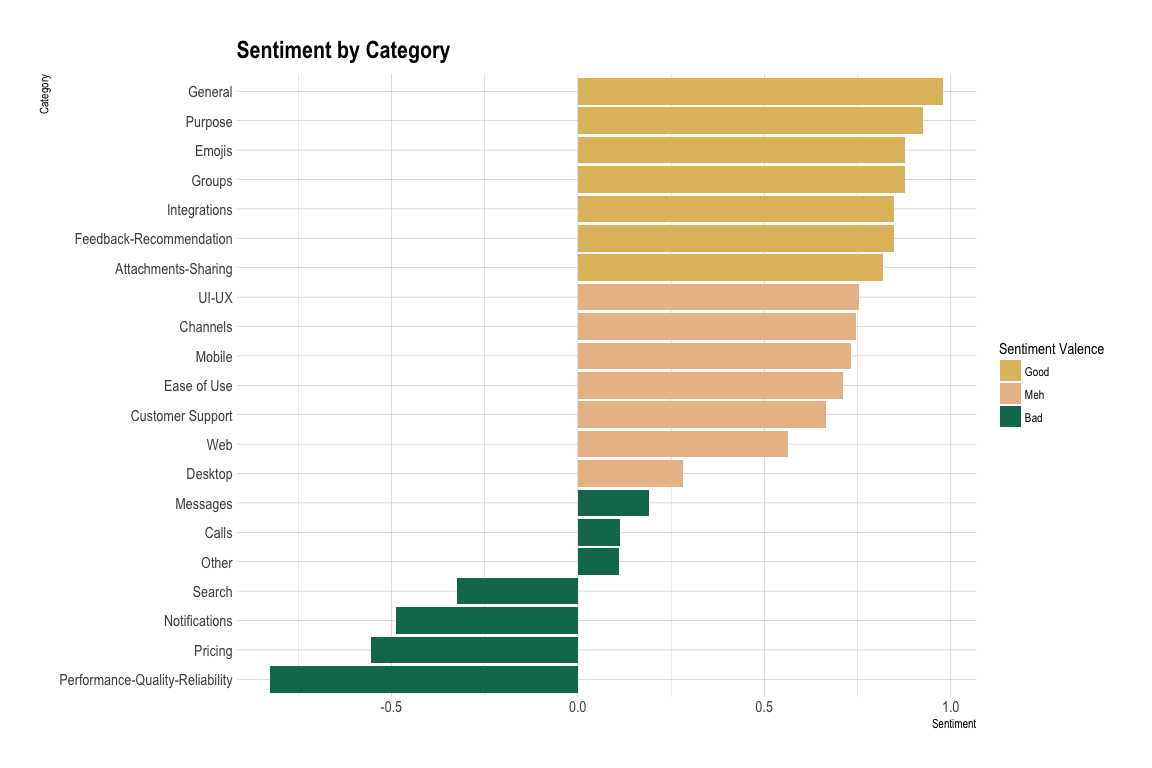 Sentiment by Category
Category
General
Purpose
Emojis
Groups
Integrations
Feedback-Recommendation
Attachments-Sharing
UI-UX
Channels
Mobile
Ease of Use
Customer Support
Web
Desktop
Messages
Calls
Other
Search
Notifications
Pricing
Performance-Quality-Reliability
-0.5 0.0 0.5 1.0
Sentiment
Sentiment Valence
Good
Meh
Bad